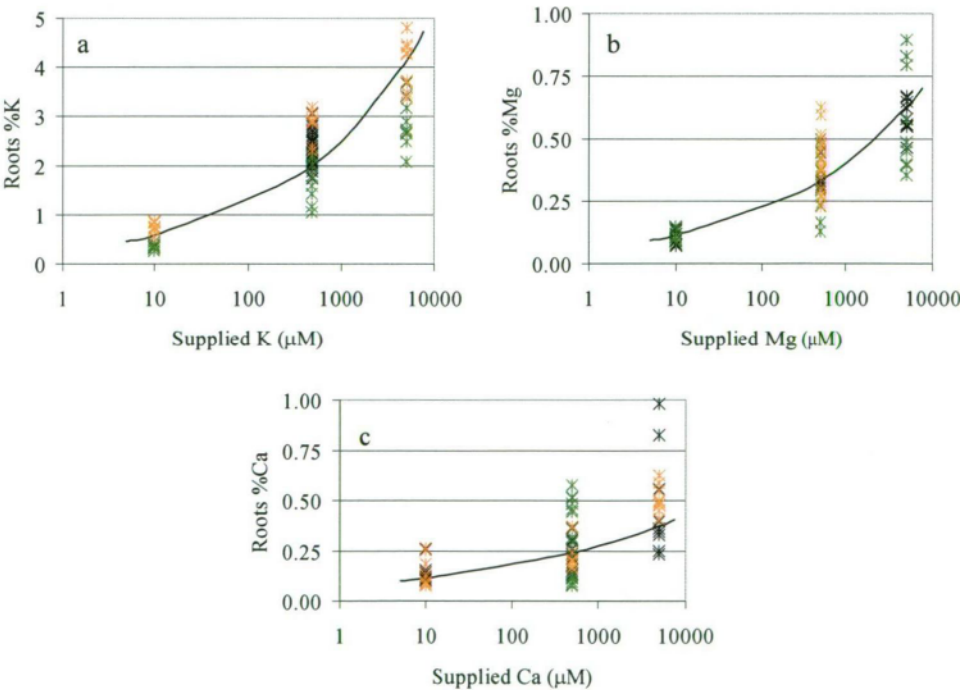 a
Roots %K
5
4
3
2
1
0
1 10 100 1000 10000
Supplied K (μM)
b
Roots %Mg
1.00
0.75
0.50
0.25
0.00
1 10 100 1000 10000
Supplied Mg (μM)
c
Roots %Ca
1.00
0.75
0.50
0.25
0.00
1 10 100 1000 10000
Supplied Ca (μM)